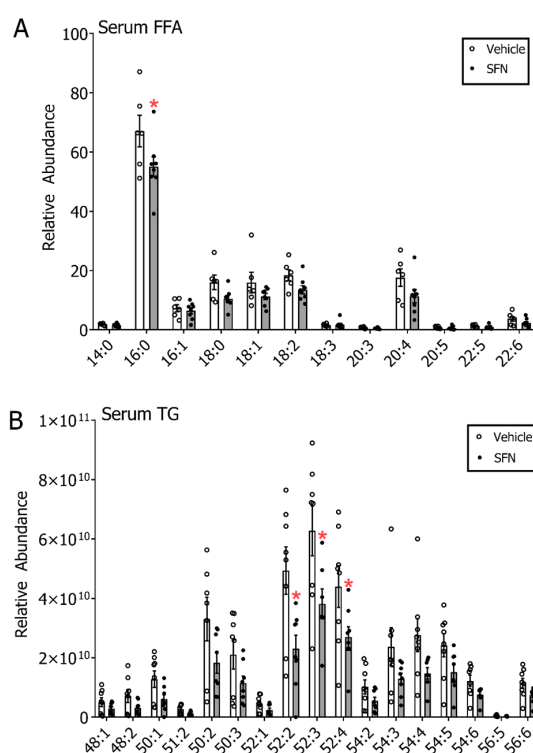 A
Serum FFA
Vehicle
SFN
Relative Abundance
100
80
60
40
20
0
14:0 16:0 16:1 18:0 18:1 18:2 18:3 20:3 20:4 20:5 22:5 22:6
*
B
Serum TG
Vehicle
SFN
Relative Abundance
1×10¹¹
8×10¹⁰
6×10¹⁰
4×10¹⁰
2×10¹⁰
0
* * *
48:1 48:2 50:1 51:2 50:2 50:3 52:1 52:2 52:3 52:4 54:2 54:3 54:4 54:5 54:6 56:5 56:6